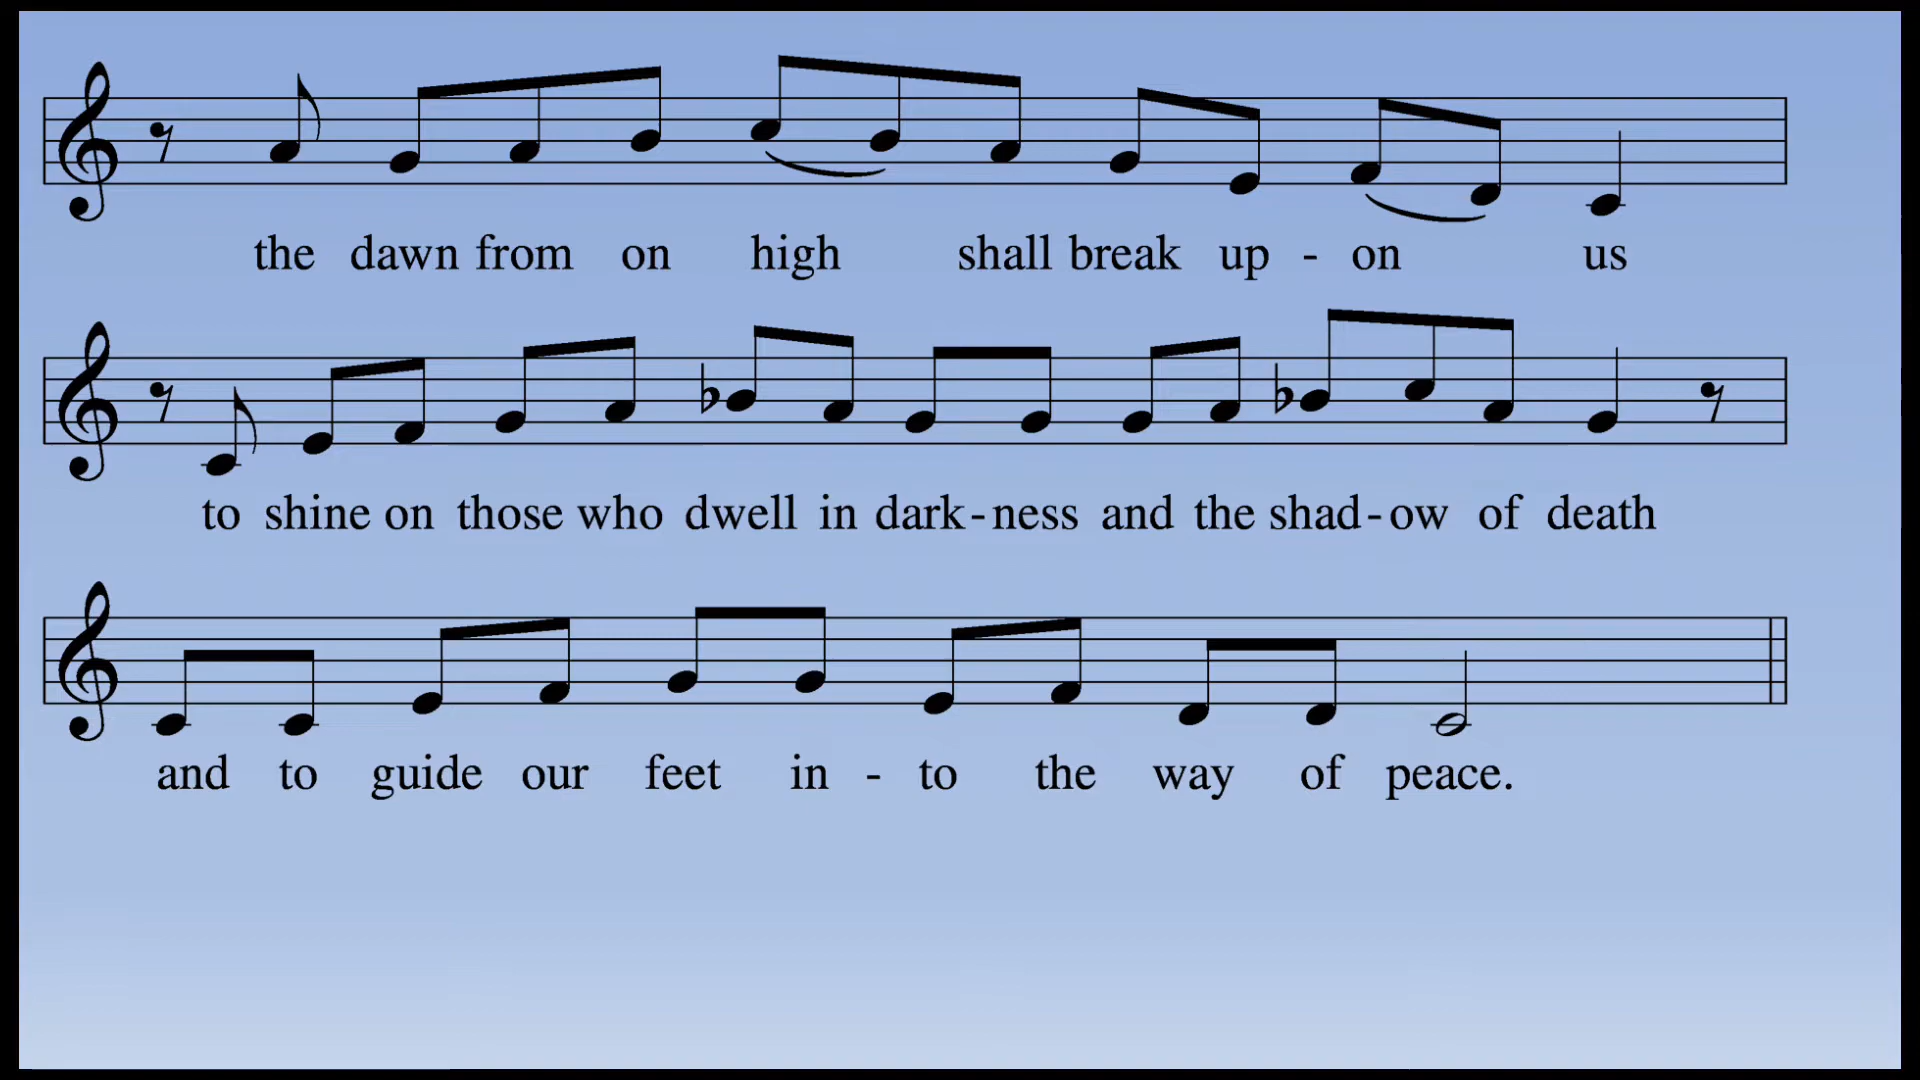 the dawn from on high shall break up - on us
to shine on those who dwell in dark - ness and the shad - ow of death
and to guide our feet in - to the way of peace.